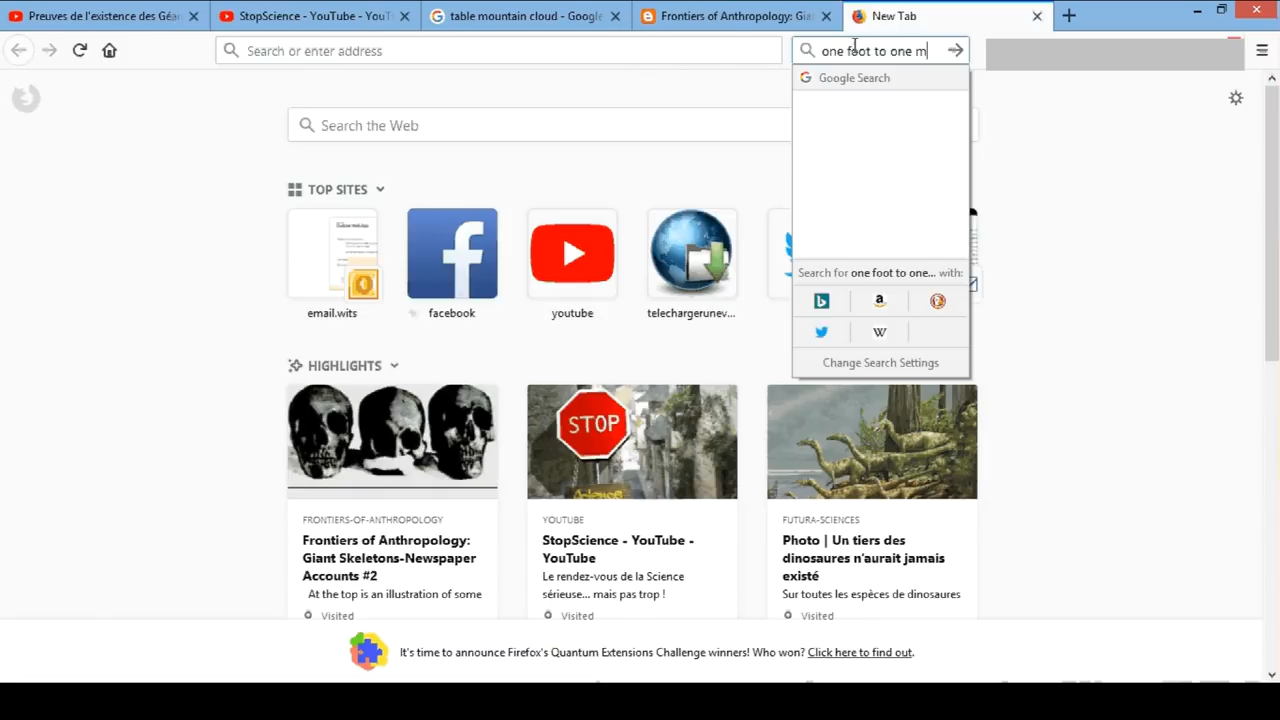 Preuves de l'existence des Géa
StopScience - YouTube - YouT
table mountain cloud - Google
Frontiers of Anthropology: Gia
New Tab
Search or enter address
one foot to one m
Google Search
Search the Web
TOP SITES
Search for one foot to one... with:
email.wits
facebook
youtube
telechargerunev...
Change Search Settings
HIGHLIGHTS
STOP
Science
FRONTIERS-OF-ANTHROPOLOGY
YOUTUBE
FUTURA-SCIENCES
Frontiers of Anthropology: Giant Skeletons-Newspaper Accounts #2
StopScience - YouTube - YouTube
Photo | Un tiers des dinosaures n'aurait jamais existé
At the top is an illustration of some
Le rendez-vous de la Science sérieuse... mais pas trop !
Sur toutes les espèces de dinosaures
Visited
Visited
Visited
It's time to announce Firefox's Quantum Extensions Challenge winners! Who won? Click here to find out.